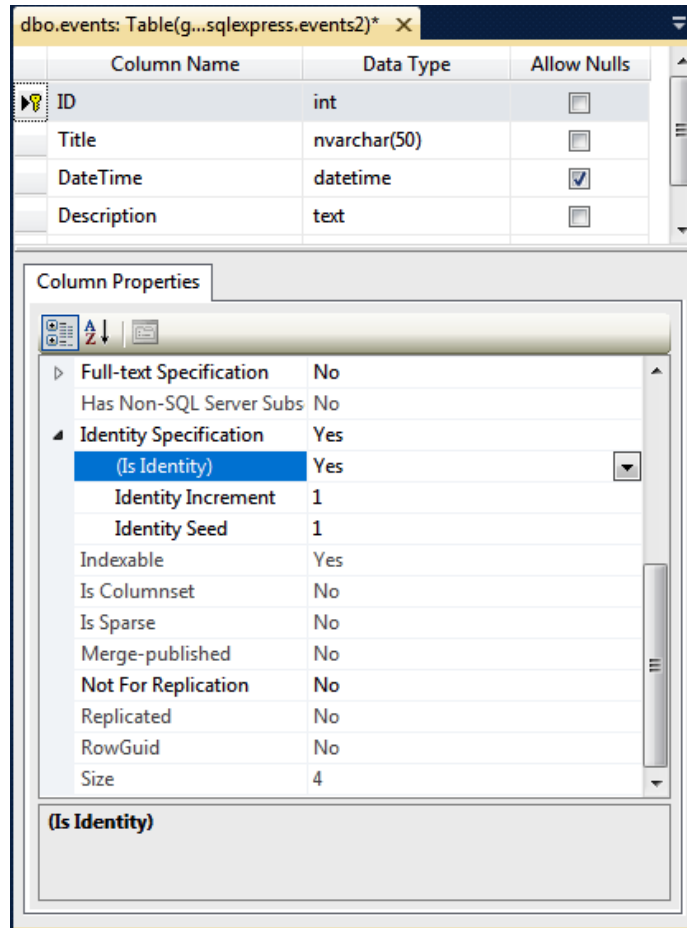 dbo.events: Table(g...sqlexpress.events2)*
Column Name Data Type Allow Nulls
ID int
Title nvarchar(50)
DateTime datetime
Description text
Column Properties
Full-text Specification No
Has Non-SQL Server Subs No
Identity Specification Yes
(Is Identity) Yes
Identity Increment 1
Identity Seed 1
Indexable Yes
Is Columnset No
Is Sparse No
Merge-published No
Not For Replication No
Replicated No
RowGuid No
Size 4
(Is Identity)